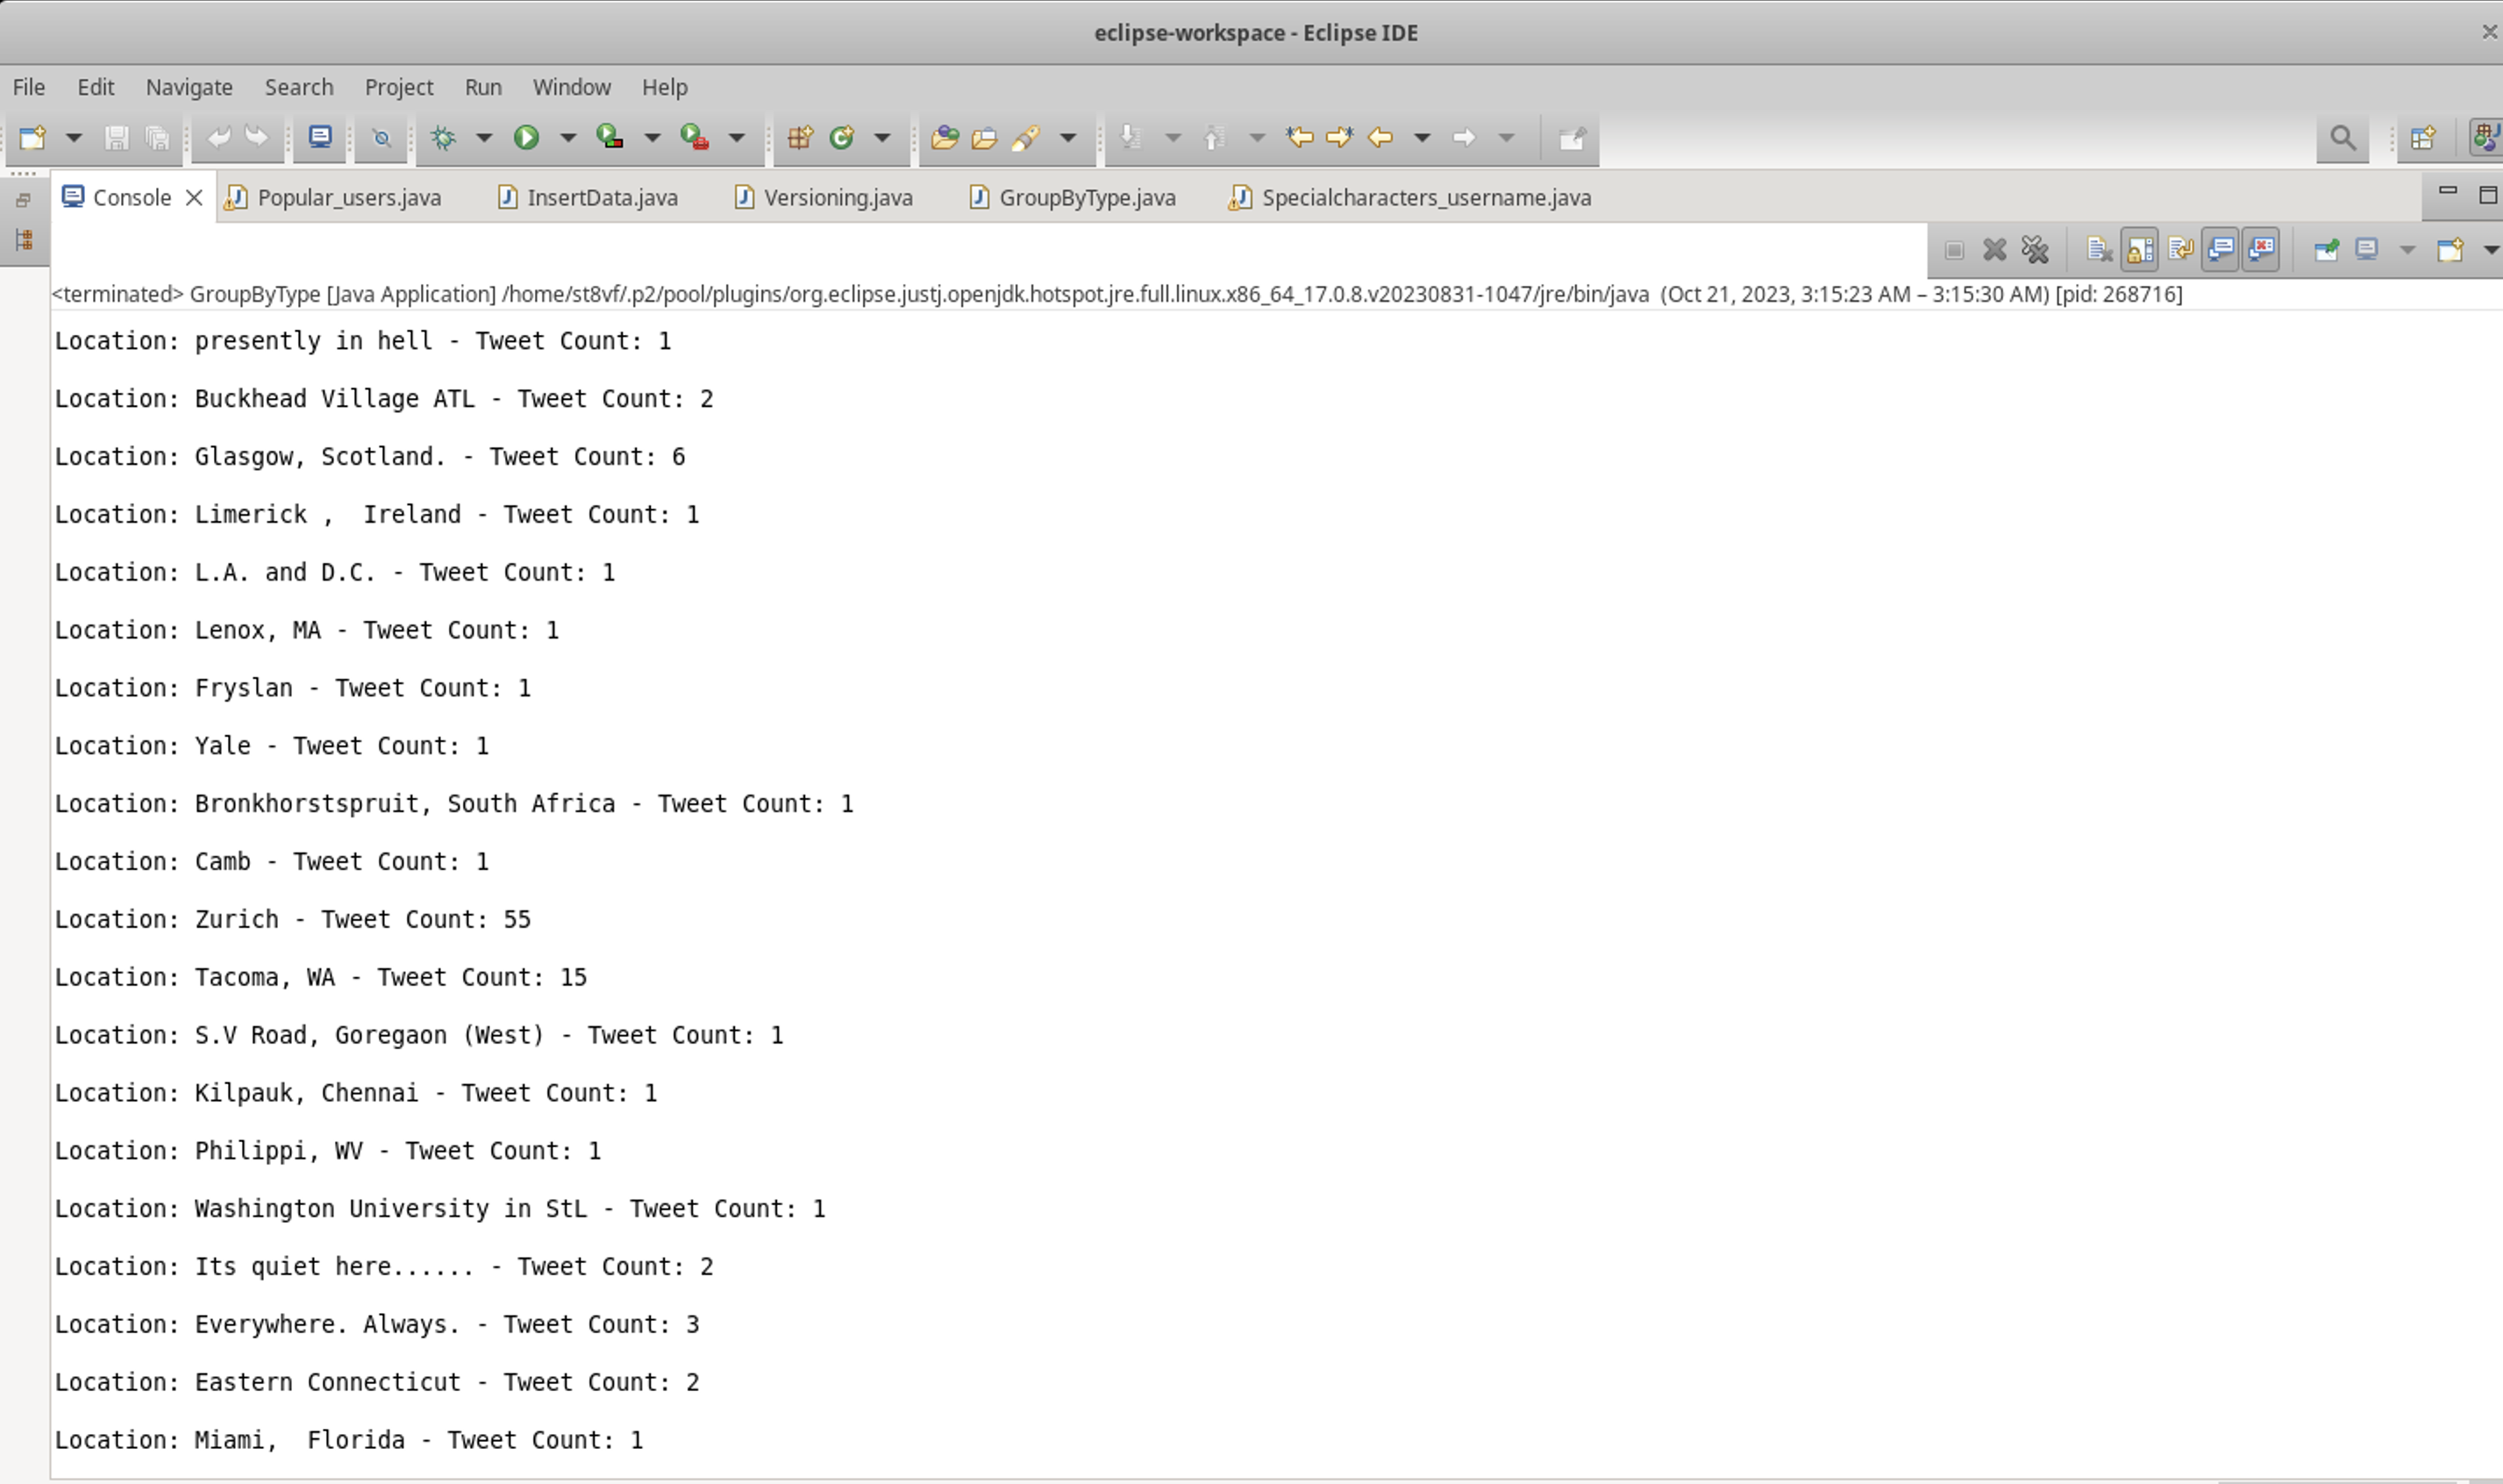 eclipse-workspace - Eclipse IDE
File Edit Navigate Search Project Run Window Help
Console Popular_users.java InsertData.java Versioning.java GroupByType.java Specialcharacters_username.java
<terminated> GroupByType [Java Application] /home/st8vf/.p2/pool/plugins/org.eclipse.justj.openjdk.hotspot.jre.full.linux.x86_64_17.0.8.v20230831-1047/jre/bin/java (Oct 21, 2023, 3:15:23 AM – 3:15:30 AM) [pid: 268716]
Location: presently in hell - Tweet Count: 1
Location: Buckhead Village ATL - Tweet Count: 2
Location: Glasgow, Scotland. - Tweet Count: 6
Location: Limerick ,  Ireland - Tweet Count: 1
Location: L.A. and D.C. - Tweet Count: 1
Location: Lenox, MA - Tweet Count: 1
Location: Fryslan - Tweet Count: 1
Location: Yale - Tweet Count: 1
Location: Bronkhorstspruit, South Africa - Tweet Count: 1
Location: Camb - Tweet Count: 1
Location: Zurich - Tweet Count: 55
Location: Tacoma, WA - Tweet Count: 15
Location: S.V Road, Goregaon (West) - Tweet Count: 1
Location: Kilpauk, Chennai - Tweet Count: 1
Location: Philippi, WV - Tweet Count: 1
Location: Washington University in StL - Tweet Count: 1
Location: Its quiet here...... - Tweet Count: 2
Location: Everywhere. Always. - Tweet Count: 3
Location: Eastern Connecticut - Tweet Count: 2
Location: Miami,  Florida - Tweet Count: 1